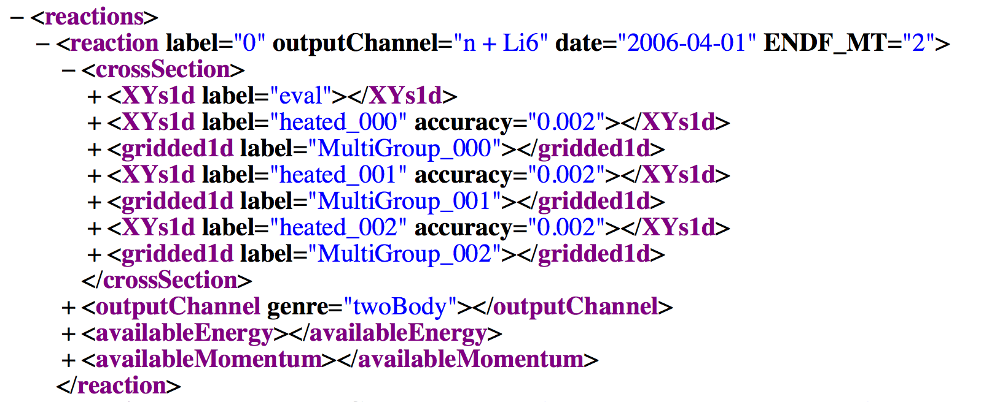 − <reactions>
− <reaction label="0" outputChannel="n + Li6" date="2006-04-01" ENDF_MT="2">
− <crossSection>
+ <XYs1d label="eval"></XYs1d>
+ <XYs1d label="heated_000" accuracy="0.002"></XYs1d>
+ <gridded1d label="MultiGroup_000"></gridded1d>
+ <XYs1d label="heated_001" accuracy="0.002"></XYs1d>
+ <gridded1d label="MultiGroup_001"></gridded1d>
+ <XYs1d label="heated_002" accuracy="0.002"></XYs1d>
+ <gridded1d label="MultiGroup_002"></gridded1d>
</crossSection>
+ <outputChannel genre="twoBody"></outputChannel>
+ <availableEnergy></availableEnergy>
+ <availableMomentum></availableMomentum>
</reaction>